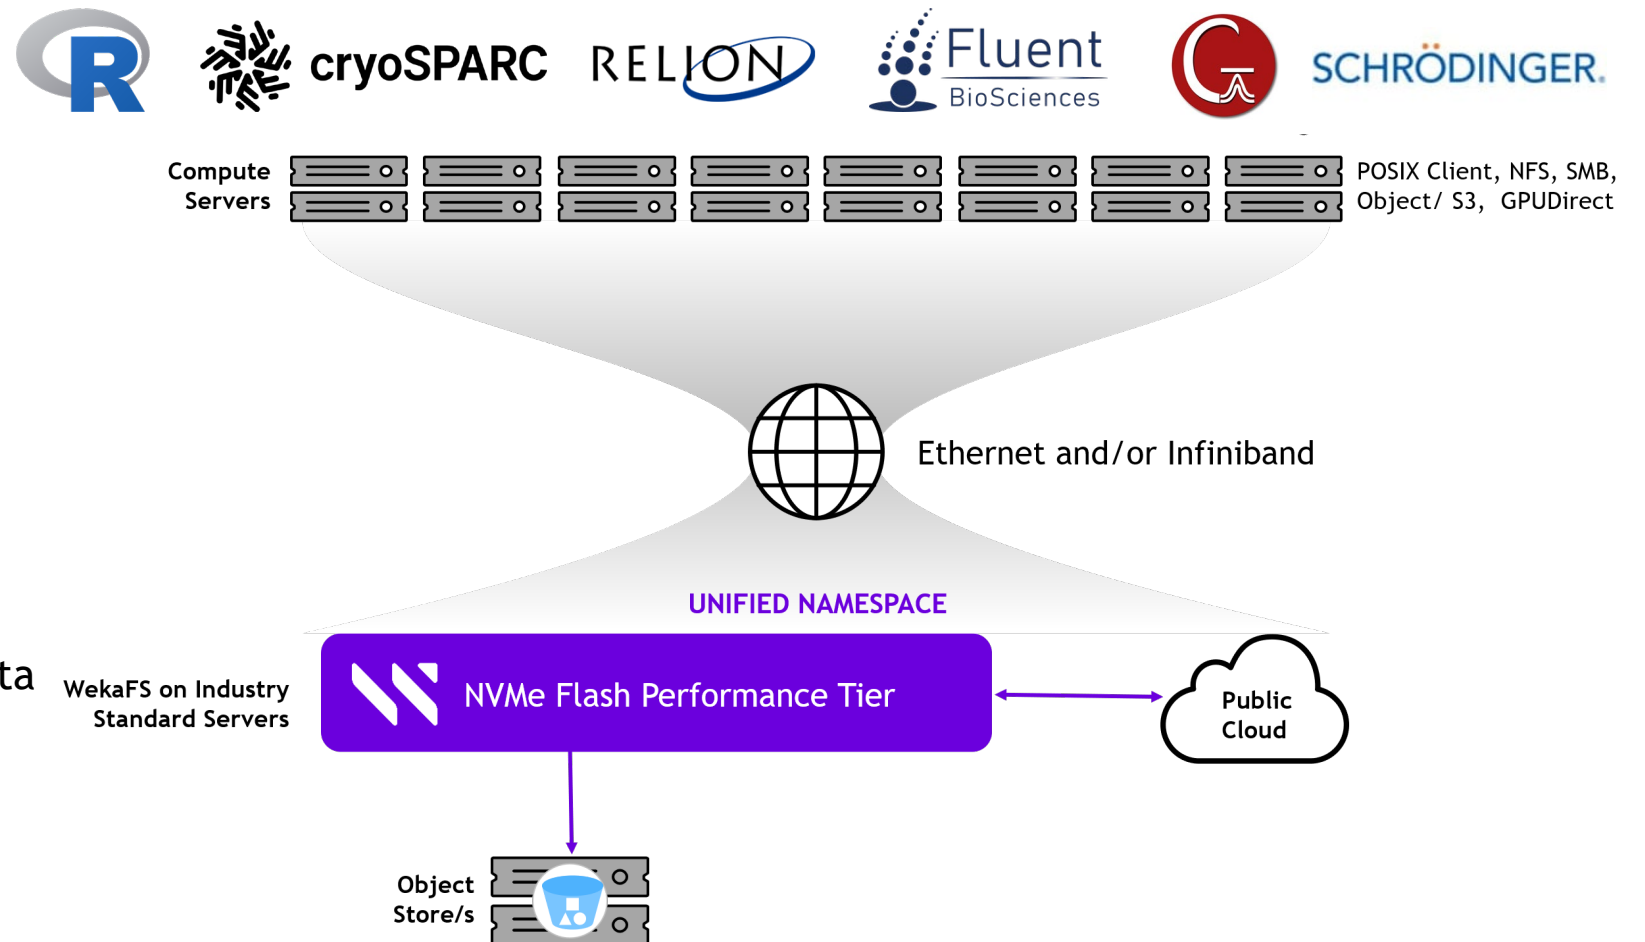 R
cryoSPARC
RELION
Fluent
BioSciences
G
SCHRÖDINGER.
Compute
Servers
POSIX Client, NFS, SMB,
Object/ S3, GPUDirect
Ethernet and/or Infiniband
UNIFIED NAMESPACE
ta
WekaFS on Industry
Standard Servers
NVMe Flash Performance Tier
Public
Cloud
Object
Store/s